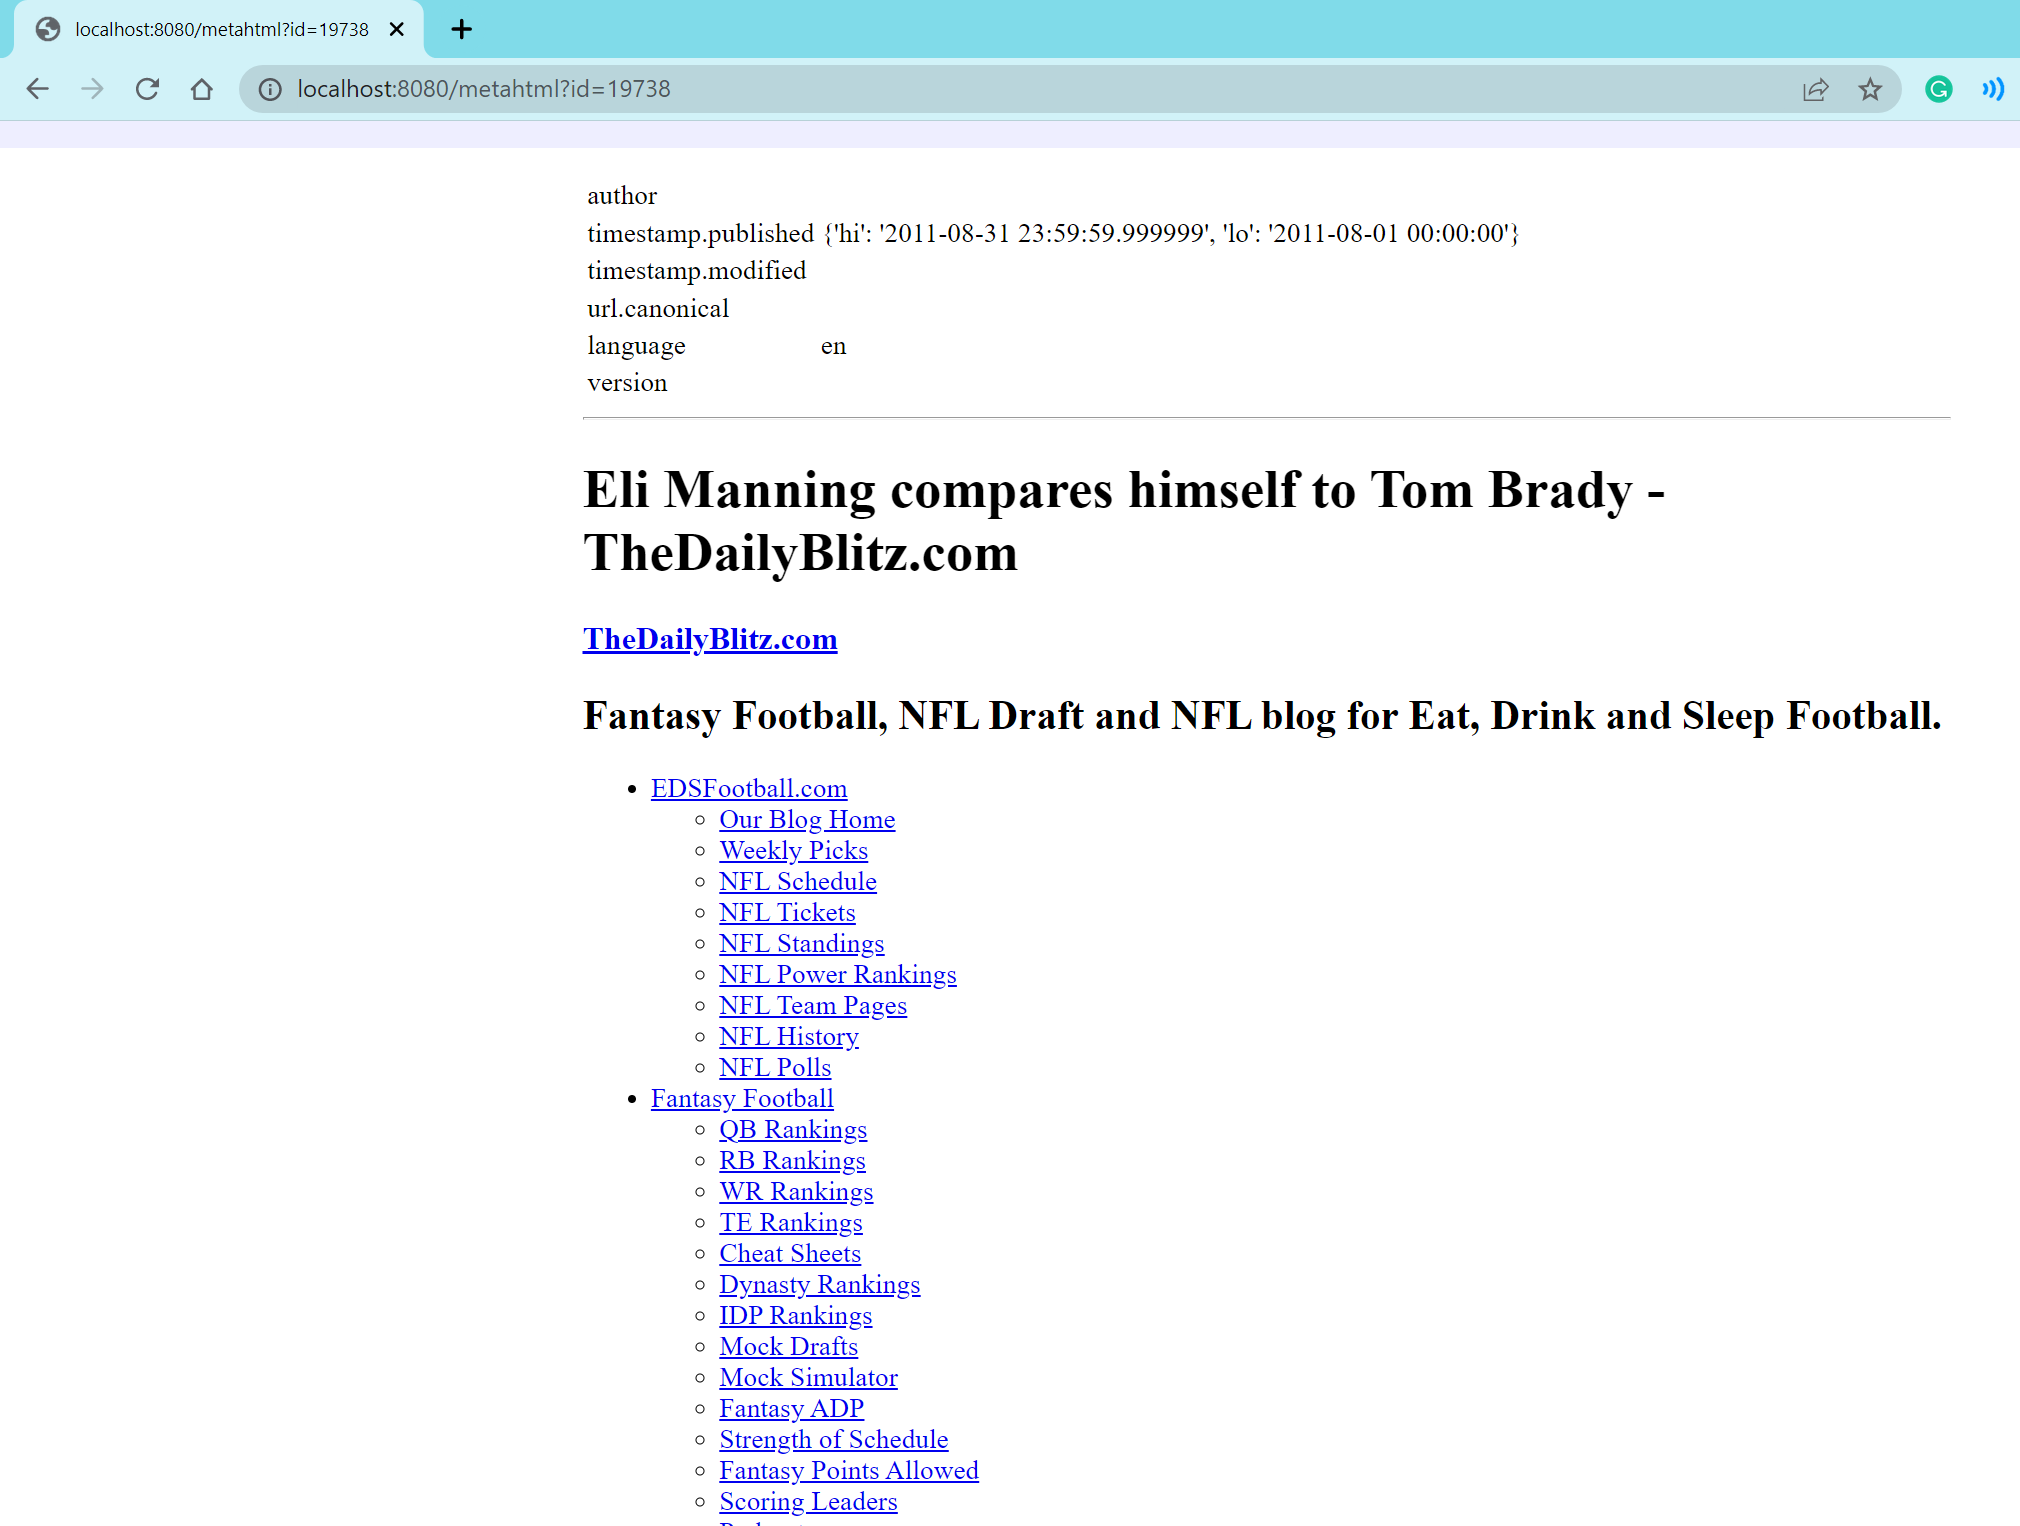 localhost:8080/metahtml?id=19738
localhost:8080/metahtml?id=19738
author
timestamp.published {'hi': '2011-08-31 23:59:59.999999', 'lo': '2011-08-01 00:00:00'}
timestamp.modified
url.canonical
language en
version
Eli Manning compares himself to Tom Brady -
TheDailyBlitz.com
TheDailyBlitz.com
Fantasy Football, NFL Draft and NFL blog for Eat, Drink and Sleep Football.
EDSFootball.com
Our Blog Home
Weekly Picks
NFL Schedule
NFL Tickets
NFL Standings
NFL Power Rankings
NFL Team Pages
NFL History
NFL Polls
Fantasy Football
QB Rankings
RB Rankings
WR Rankings
TE Rankings
Cheat Sheets
Dynasty Rankings
IDP Rankings
Mock Drafts
Mock Simulator
Fantasy ADP
Strength of Schedule
Fantasy Points Allowed
Scoring Leaders